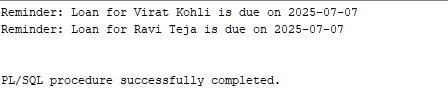 Reminder: Loan for Virat Kohli is due on 2025-07-07
Reminder: Loan for Ravi Teja is due on 2025-07-07
PL/SQL procedure successfully completed.